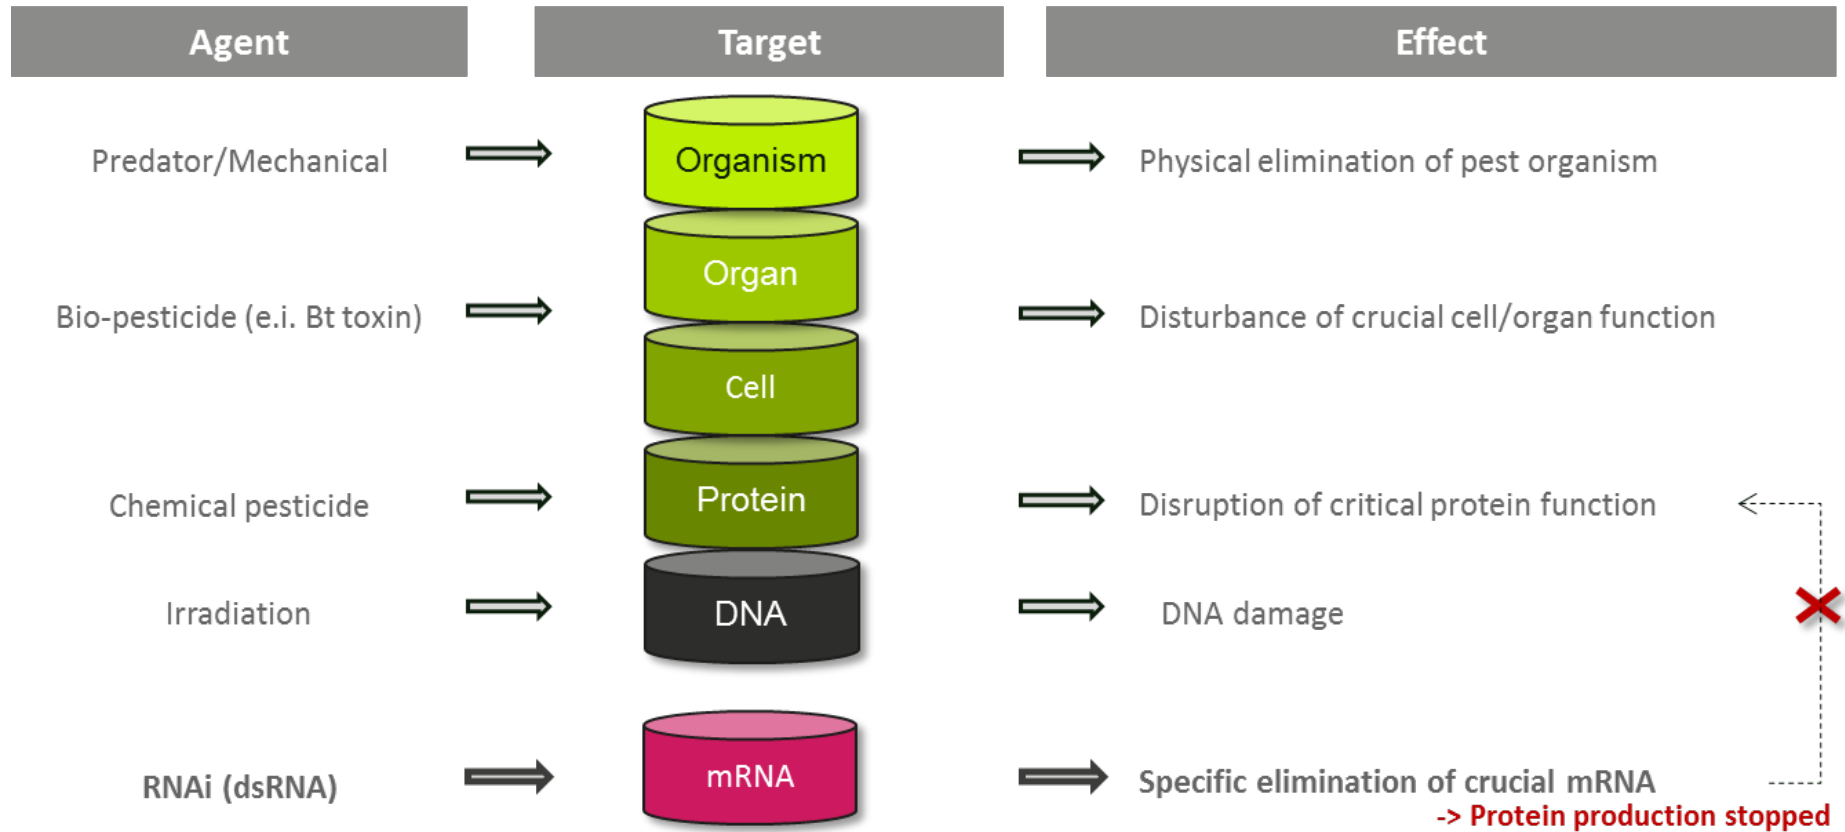 Agent Target Effect
Predator/Mechanical Organism Physical elimination of pest organism
Organ
Bio-pesticide (e.i. Bt toxin) Disturbance of crucial cell/organ function
Cell
Chemical pesticide Protein Disruption of critical protein function
Irradiation DNA DNA damage
RNAi (dsRNA) mRNA Specific elimination of crucial mRNA
-> Protein production stopped